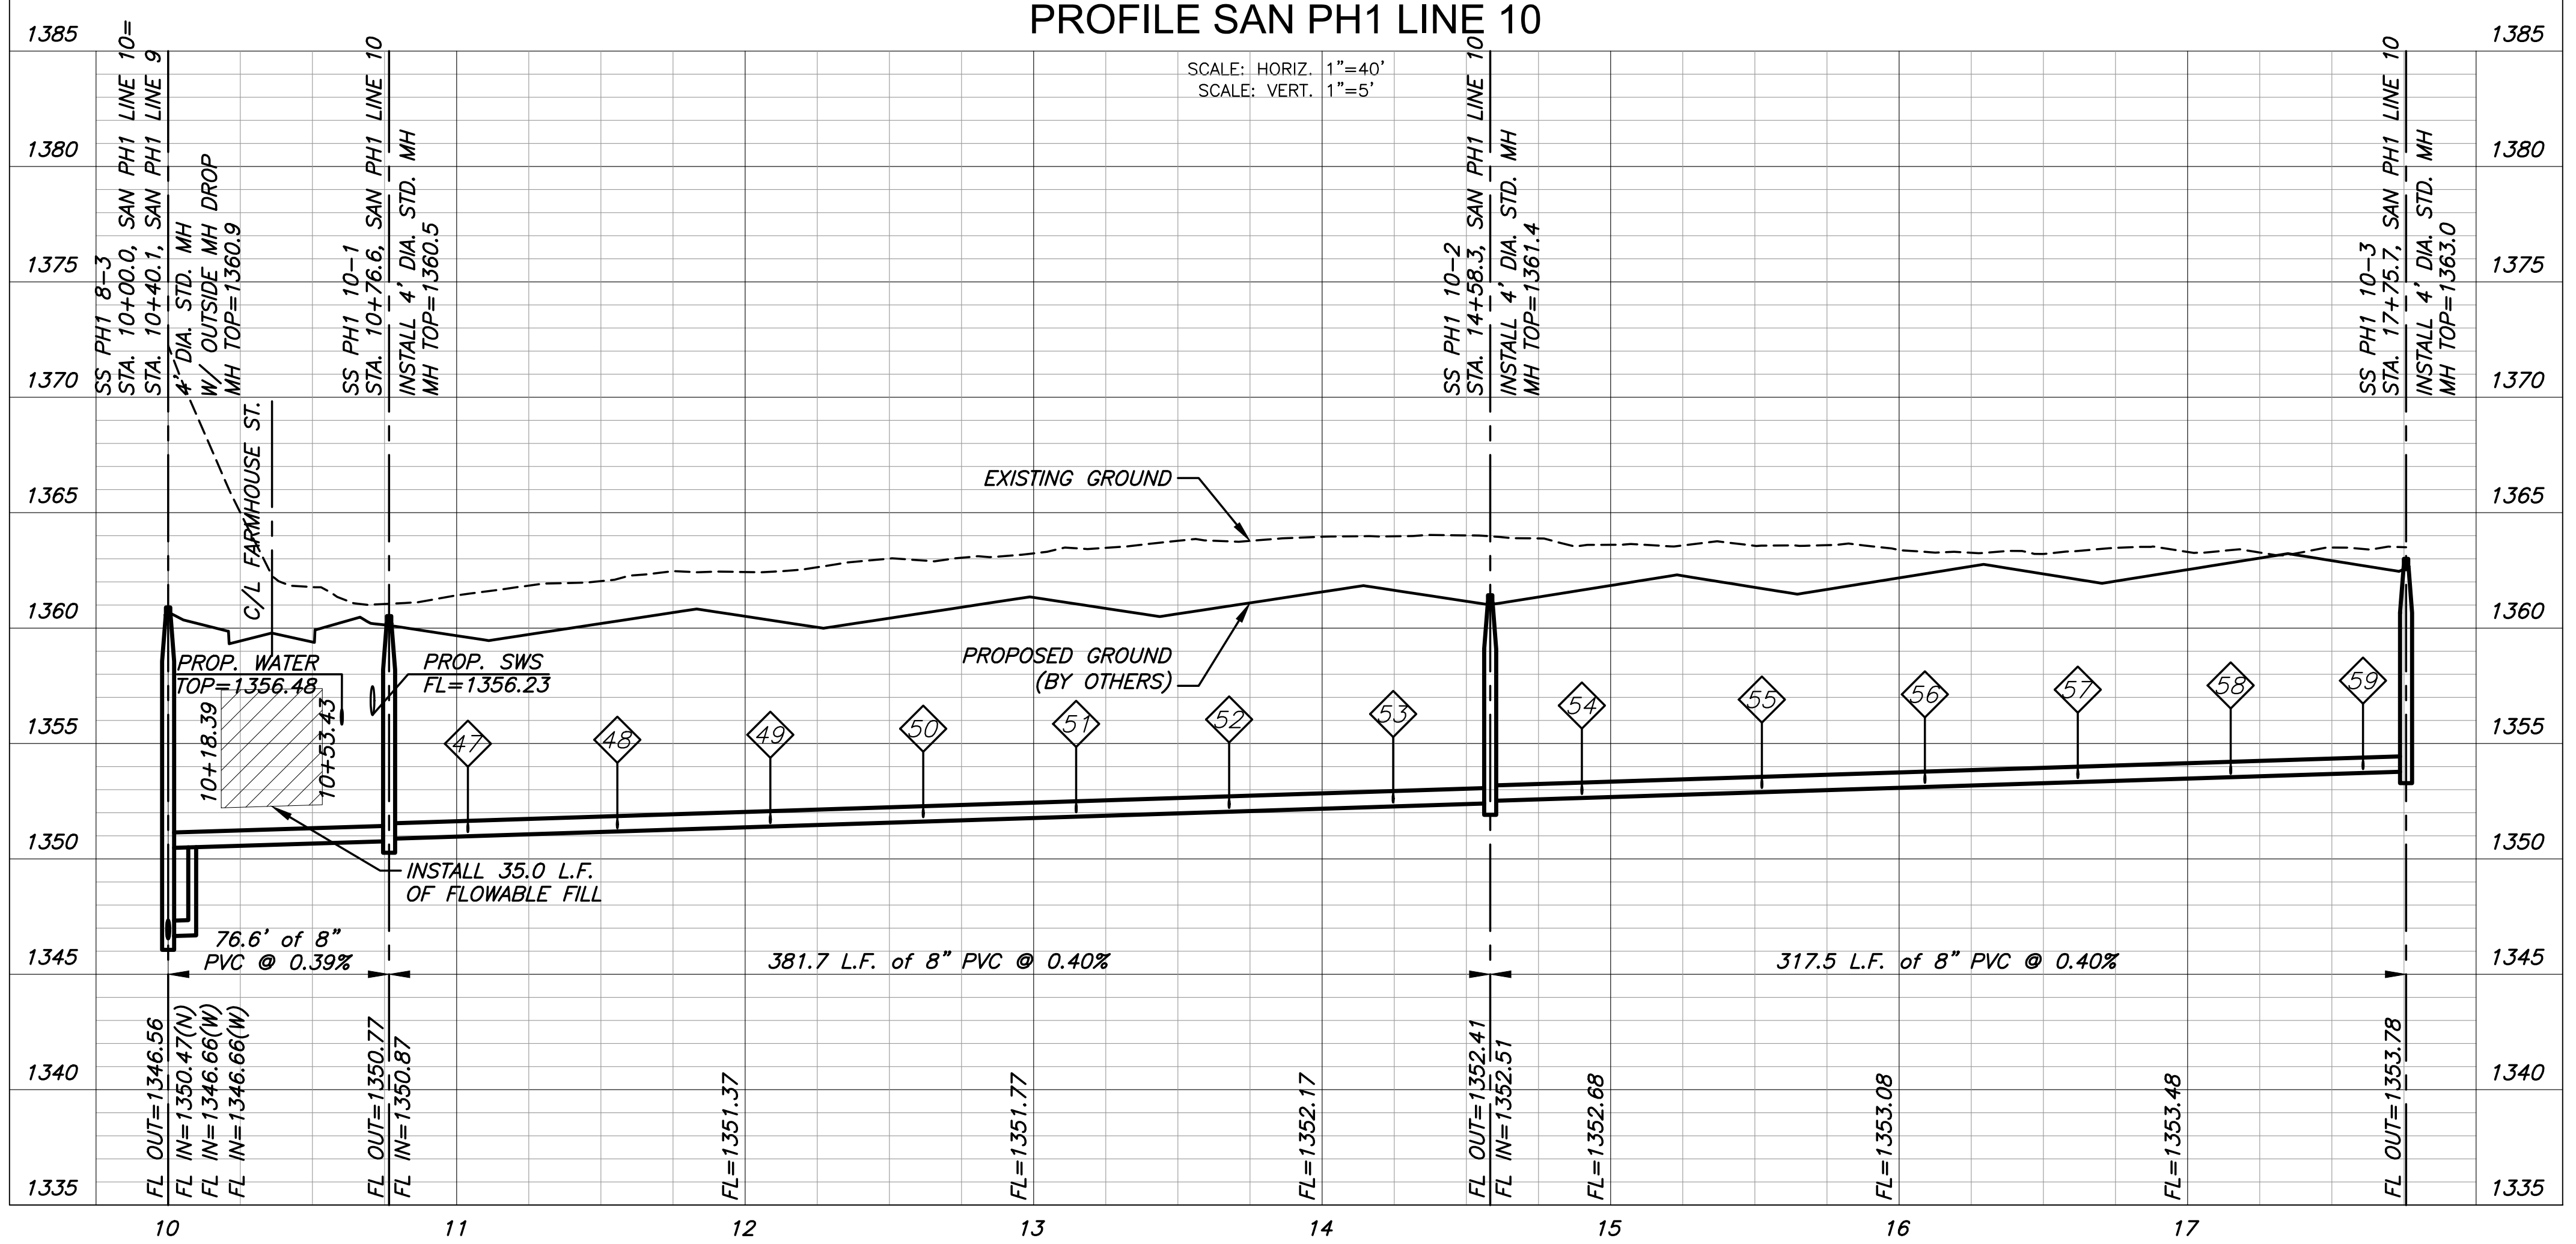 PROFILE SAN PH1 LINE 10
SCALE: HORIZ. 1"=40'
SCALE: VERT. 1"=5'
1385
1380
1375
1370
1365
1360
1355
1350
1345
1340
1335
1385
1380
1375
1370
1365
1360
1355
1350
1345
1340
1335
SS PH1 8-3
STA. 10+00.0, SAN PH1 LINE 10=
STA. 10+40.1, SAN PH1 LINE 9
4' DIA. STD. MH
W/ OUTSIDE MH DROP
MH TOP=1360.9
C/L FARMHOUSE ST.
SS PH1 10-1
STA. 10+76.6, SAN PH1 LINE 10
INSTALL 4' DIA. STD. MH
MH TOP=1360.5
SS PH1 10-2
STA. 14+58.3, SAN PH1 LINE 10
INSTALL 4' DIA. STD. MH
MH TOP=1361.4
SS PH1 10-3
STA. 17+75.7, SAN PH1 LINE 10
INSTALL 4' DIA. STD. MH
MH TOP=1363.0
EXISTING GROUND
PROPOSED GROUND
(BY OTHERS)
PROP. WATER
TOP=1356.48
PROP. SWS
FL=1356.23
10+18.39
10+53.43
47
48
49
50
51
52
53
54
55
56
57
58
59
INSTALL 35.0 L.F.
OF FLOWABLE FILL
76.6' of 8"
PVC @ 0.39%
381.7 L.F. of 8" PVC @ 0.40%
317.5 L.F. of 8" PVC @ 0.40%
FL OUT=1346.56
FL IN=1350.47(N)
FL IN=1346.66(W)
FL IN=1346.66(W)
FL OUT=1350.77
FL IN=1350.87
FL=1351.37
FL=1351.77
FL=1352.17
FL OUT=1352.41
FL IN=1352.51
FL=1352.68
FL=1353.08
FL=1353.48
FL OUT=1353.78
10
11
12
13
14
15
16
17